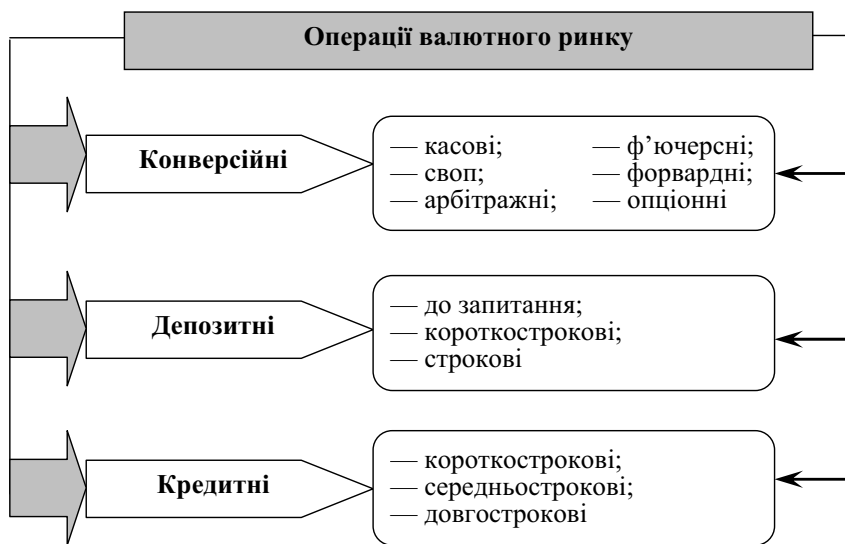 Операції валютного ринку
Конверсійні
— касові; — ф’ючерсні;
— своп; — форвардні;
— арбітражні; — опціонні
Депозитні
— до запитання;
— короткострокові;
— строкові
Кредитні
— короткострокові;
— середньострокові;
— довгострокові